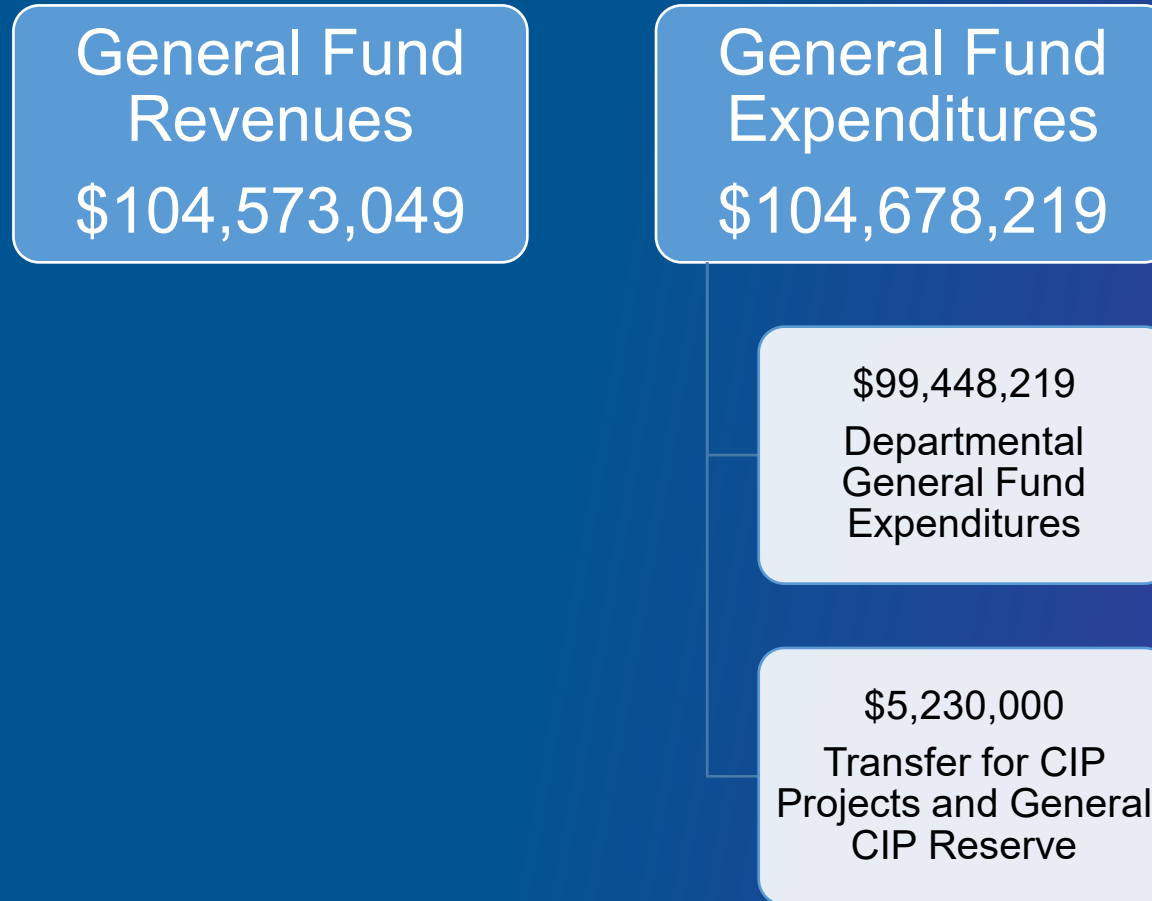 General Fund
Revenues
$104,573,049
General Fund
Expenditures
$104,678,219
$99,448,219
Departmental
General Fund
Expenditures
$5,230,000
Transfer for CIP
Projects and General
CIP Reserve